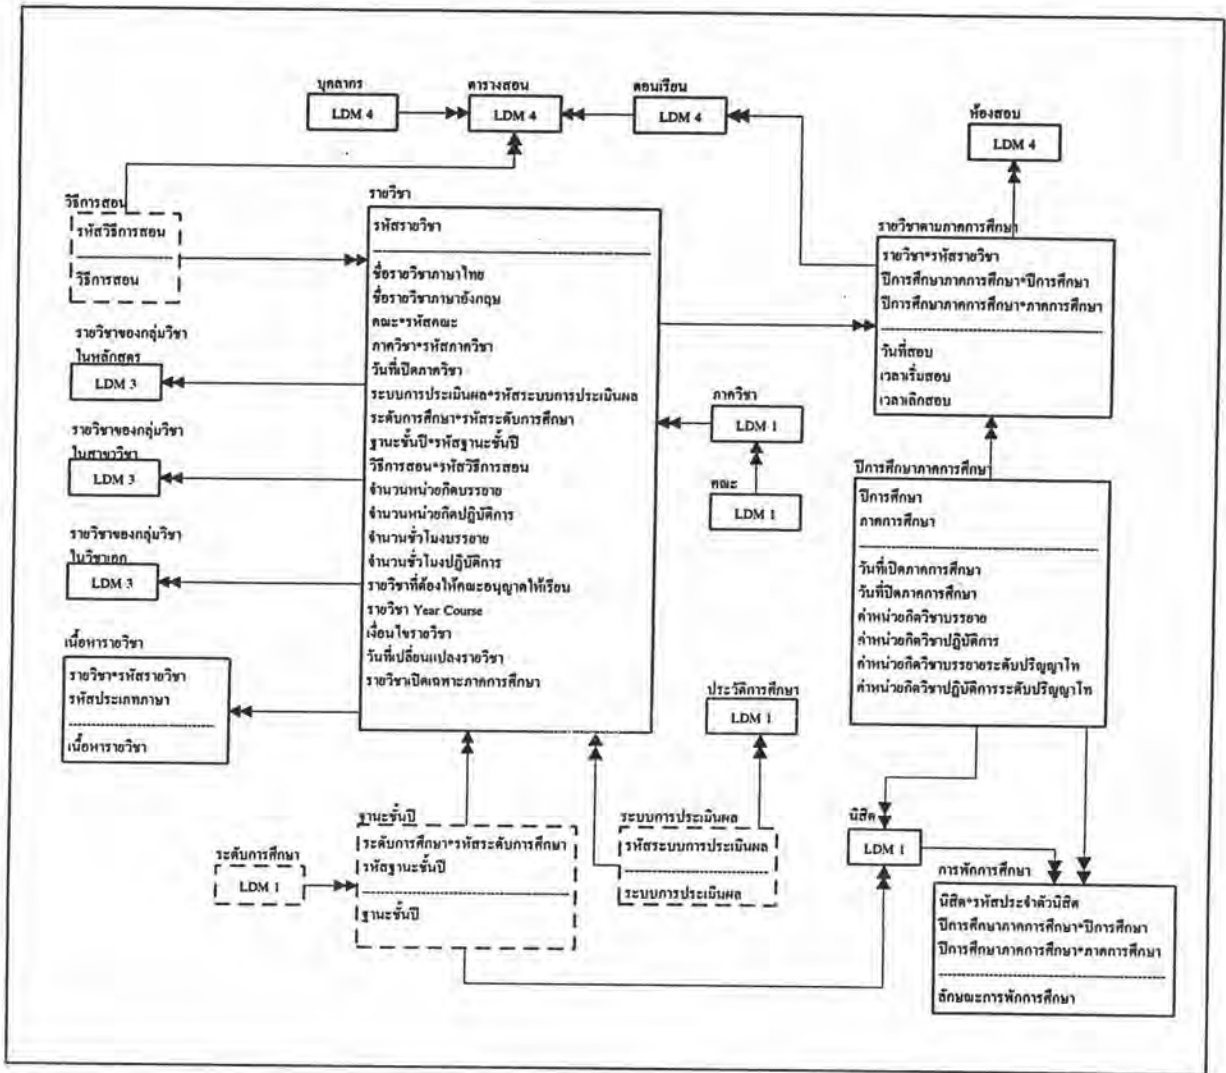 บุคลากร
LDM 4
ตารางสอน
LDM 4
ตอนเรียน
LDM 4
ห้องสอบ
LDM 4
วิธีการสอน
รหัสวิธีการสอน
วิธีการสอน
รายวิชา
รหัสรายวิชา
ชื่อรายวิชาภาษาไทย
ชื่อรายวิชาภาษาอังกฤษ
คณะ*รหัสคณะ
ภาควิชา*รหัสภาควิชา
วันที่เปิดภาควิชา
ระบบการประเมินผล*รหัสระบบการประเมินผล
ระดับการศึกษา*รหัสระดับการศึกษา
ฐานะชั้นปี*รหัสฐานะชั้นปี
วิธีการสอน*รหัสวิธีการสอน
จำนวนหน่วยกิตบรรยาย
จำนวนหน่วยกิตปฏิบัติการ
จำนวนชั่วโมงบรรยาย
จำนวนชั่วโมงปฏิบัติการ
รายวิชาที่ต้องให้คณะอนุญาตให้เรียน
รายวิชา Year Course
เงื่อนไขรายวิชา
วันที่เปลี่ยนแปลงรายวิชา
รายวิชาเปิดเฉพาะภาคการศึกษา
รายวิชาตามภาคการศึกษา
รายวิชา*รหัสรายวิชา
ปีการศึกษาภาคการศึกษา*ปีการศึกษา
ปีการศึกษาภาคการศึกษา*ภาคการศึกษา
วันที่สอบ
เวลาเริ่มสอบ
เวลาเลิกสอบ
รายวิชาของกลุ่มวิชา
ในหลักสูตร
LDM 3
รายวิชาของกลุ่มวิชา
ในสาขาวิชา
LDM 3
รายวิชาของกลุ่มวิชา
ในวิชาเอก
LDM 3
ภาควิชา
LDM 1
คณะ
LDM 1
ปีการศึกษาภาคการศึกษา
ปีการศึกษา
ภาคการศึกษา
วันที่เปิดภาคการศึกษา
วันที่ปิดภาคการศึกษา
ค่าหน่วยกิตวิชาบรรยาย
ค่าหน่วยกิตวิชาปฏิบัติการ
ค่าหน่วยกิตวิชาบรรยายระดับปริญญาโท
ค่าหน่วยกิตวิชาปฏิบัติการระดับปริญญาโท
เนื้อหารายวิชา
รายวิชา*รหัสรายวิชา
รหัสประเภทภาษา
เนื้อหารายวิชา
ประวัติการศึกษา
LDM 1
ระดับการศึกษา
LDM 1
ฐานะชั้นปี
ระดับการศึกษา*รหัสระดับการศึกษา
รหัสฐานะชั้นปี
ฐานะชั้นปี
ระบบการประเมินผล
รหัสระบบการประเมินผล
ระบบการประเมินผล
นิสิต
LDM 1
การพักการศึกษา
นิสิต*รหัสประจำตัวนิสิต
ปีการศึกษาภาคการศึกษา*ปีการศึกษา
ปีการศึกษาภาคการศึกษา*ภาคการศึกษา
ลักษณะการพักการศึกษา